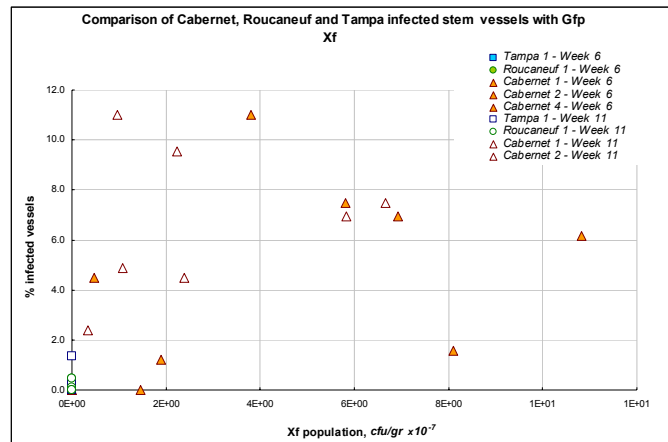 Comparison of Cabernet, Roucaneuf and Tampa infected stem vessels with Gfp
Xf
Tampa 1 - Week 6
Roucaneuf 1 - Week 6
Cabernet 1 - Week 6
Cabernet 2 - Week 6
Cabernet 4 - Week 6
Tampa 1 - Week 11
Roucaneuf 1 - Week 11
Cabernet 1 - Week 11
Cabernet 2 - Week 11
% infected vessels
12.0
10.0
8.0
6.0
4.0
2.0
0.0
0E+00 2E+00 4E+00 6E+00 8E+00 1E+01 1E+01
Xf population, cfu/gr x10-7